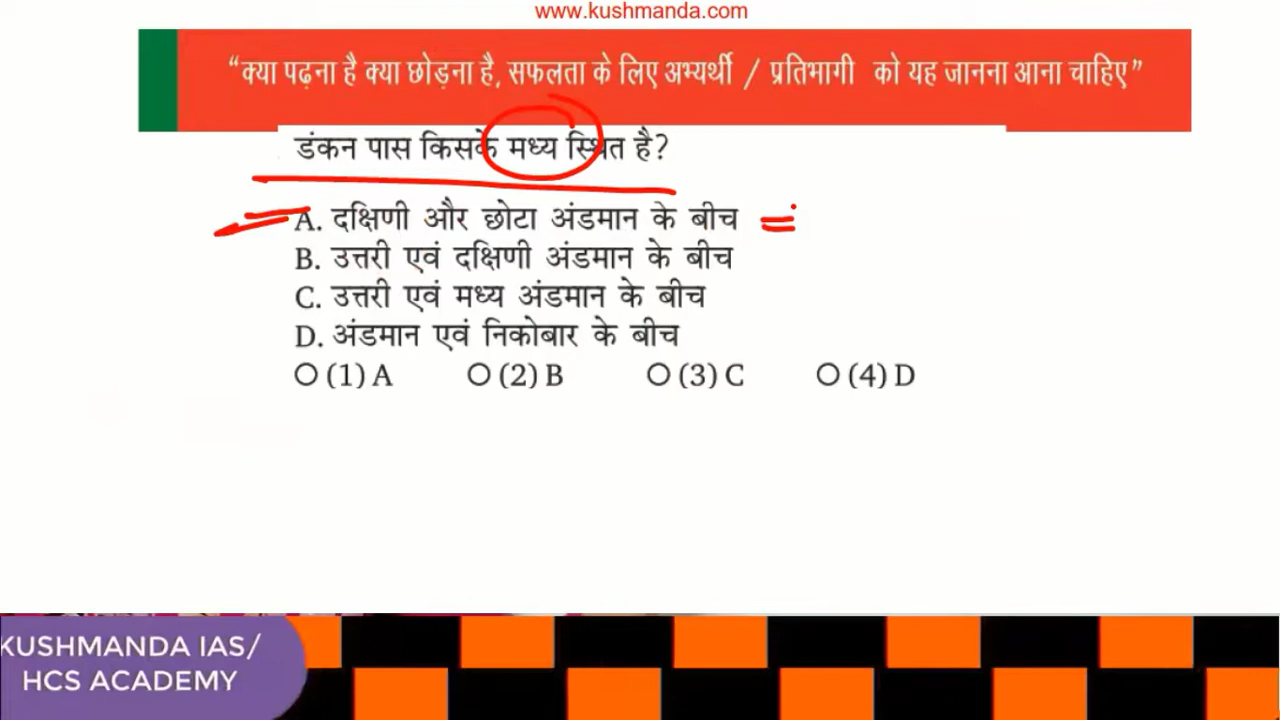 www.kushmanda.com
“क्या पढ़ना है क्या छोड़ना है, सफलता के लिए अभ्यर्थी / प्रतिभागी को यह जानना आना चाहिए”
डंकन पास किसके मध्य स्थित है?
A. दक्षिणी और छोटा अंडमान के बीच
B. उत्तरी एवं दक्षिणी अंडमान के बीच
C. उत्तरी एवं मध्य अंडमान के बीच
D. अंडमान एवं निकोबार के बीच
(1) A (2) B (3) C (4) D
KUSHMANDA IAS/
HCS ACADEMY